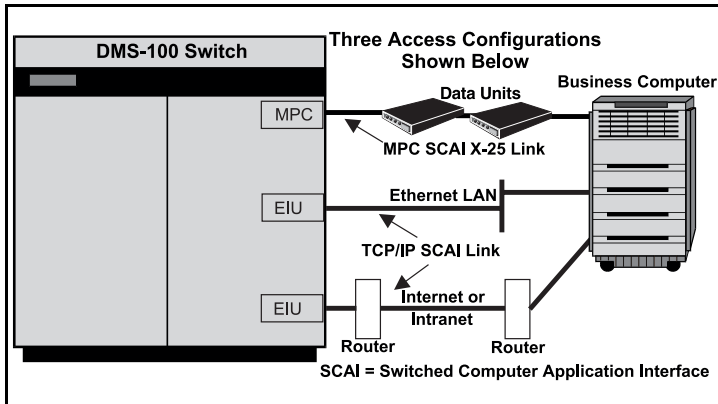 DMS-100 Switch
Three Access Configurations
Shown Below
Business Computer
MPC
Data Units
MPC SCAI X-25 Link
EIU
Ethernet LAN
TCP/IP SCAI Link
EIU
Internet or
Intranet
Router
Router
SCAI = Switched Computer Application Interface